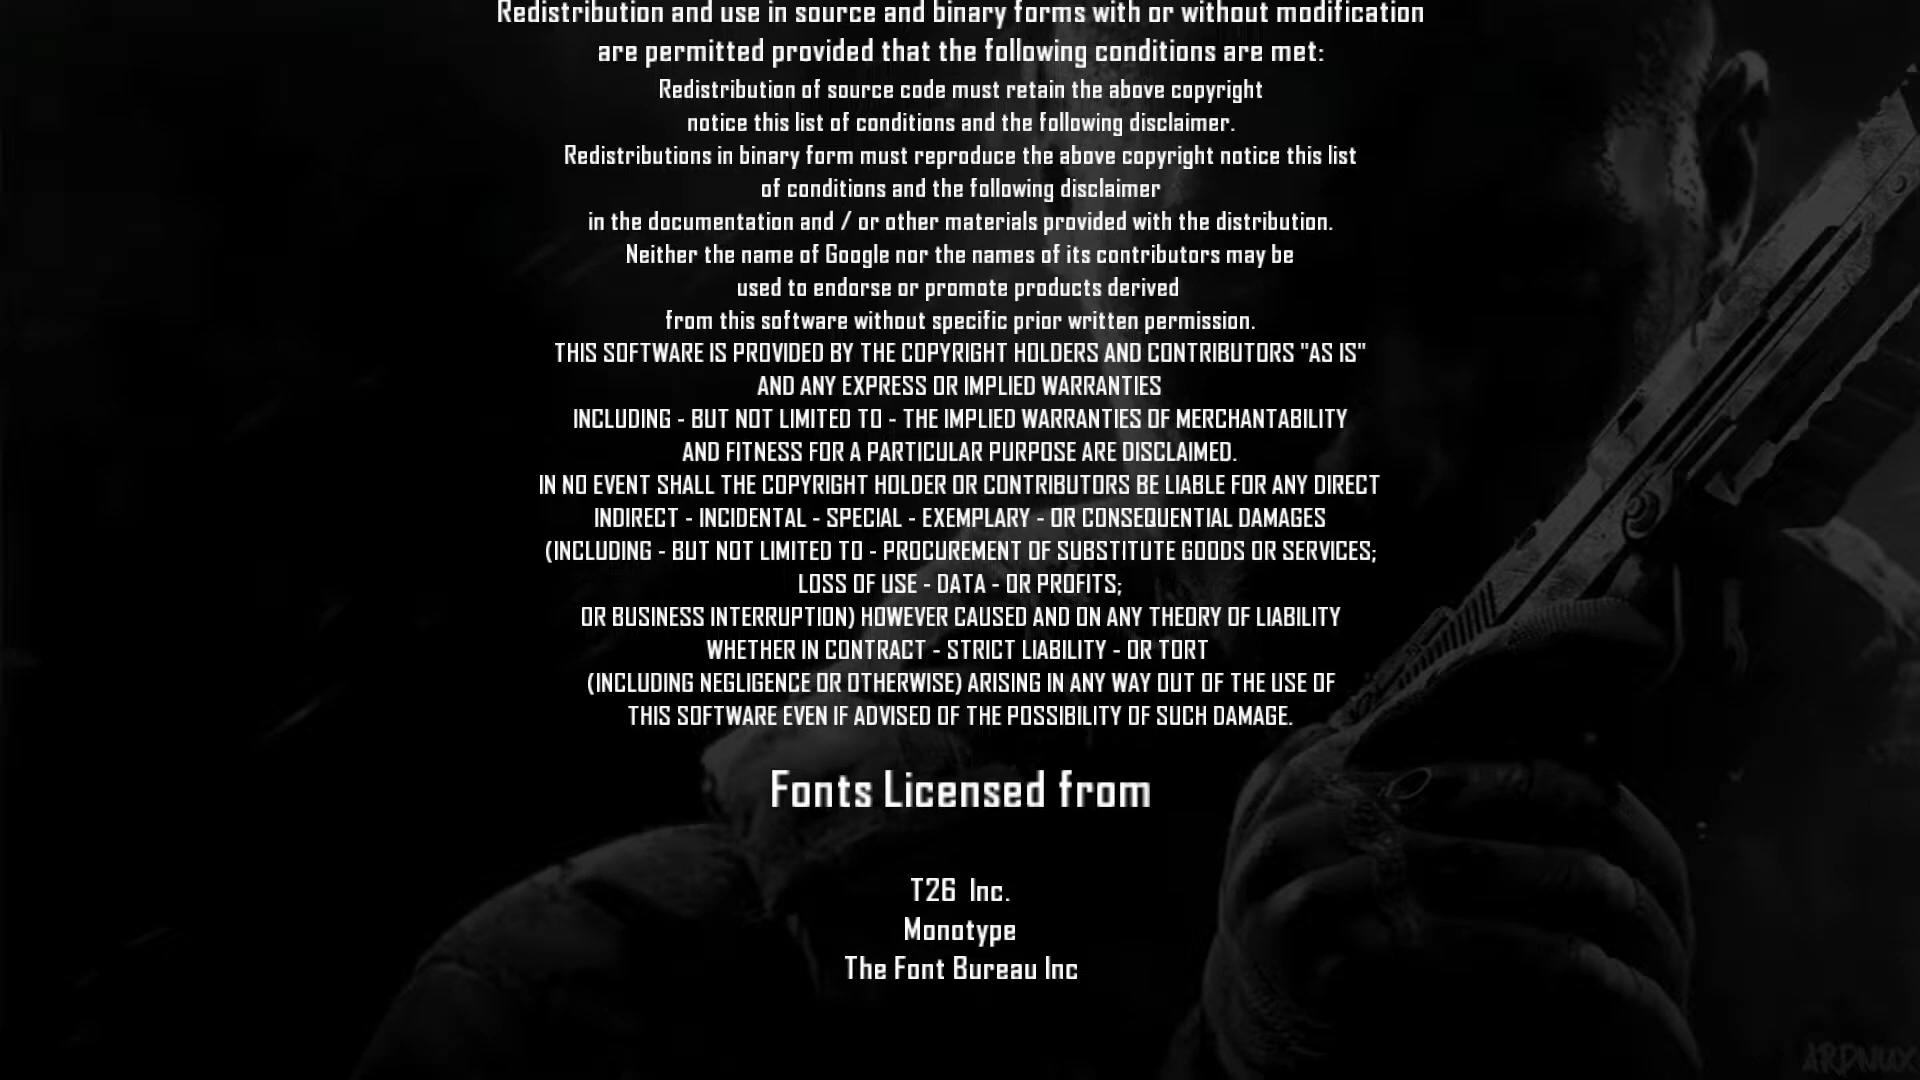 Redistribution and use in source and binary forms with or without modification
are permitted provided that the following conditions are met:
Redistribution of source code must retain the above copyright
notice this list of conditions and the following disclaimer.
Redistributions in binary form must reproduce the above copyright notice this list
of conditions and the following disclaimer
in the documentation and / or other materials provided with the distribution.
Neither the name of Google nor the names of its contributors may be
used to endorse or promote products derived
from this software without specific prior written permission.
THIS SOFTWARE IS PROVIDED BY THE COPYRIGHT HOLDERS AND CONTRIBUTORS "AS IS"
AND ANY EXPRESS OR IMPLIED WARRANTIES
INCLUDING - BUT NOT LIMITED TO - THE IMPLIED WARRANTIES OF MERCHANTABILITY
AND FITNESS FOR A PARTICULAR PURPOSE ARE DISCLAIMED.
IN NO EVENT SHALL THE COPYRIGHT HOLDER OR CONTRIBUTORS BE LIABLE FOR ANY DIRECT
INDIRECT - INCIDENTAL - SPECIAL - EXEMPLARY - OR CONSEQUENTIAL DAMAGES
(INCLUDING - BUT NOT LIMITED TO - PROCUREMENT OF SUBSTITUTE GOODS OR SERVICES;
LOSS OF USE - DATA - OR PROFITS;
OR BUSINESS INTERRUPTION) HOWEVER CAUSED AND ON ANY THEORY OF LIABILITY
WHETHER IN CONTRACT - STRICT LIABILITY - OR TORT
(INCLUDING NEGLIGENCE OR OTHERWISE) ARISING IN ANY WAY OUT OF THE USE OF
THIS SOFTWARE EVEN IF ADVISED OF THE POSSIBILITY OF SUCH DAMAGE.
Fonts Licensed from
T26 Inc.
Monotype
The Font Bureau Inc